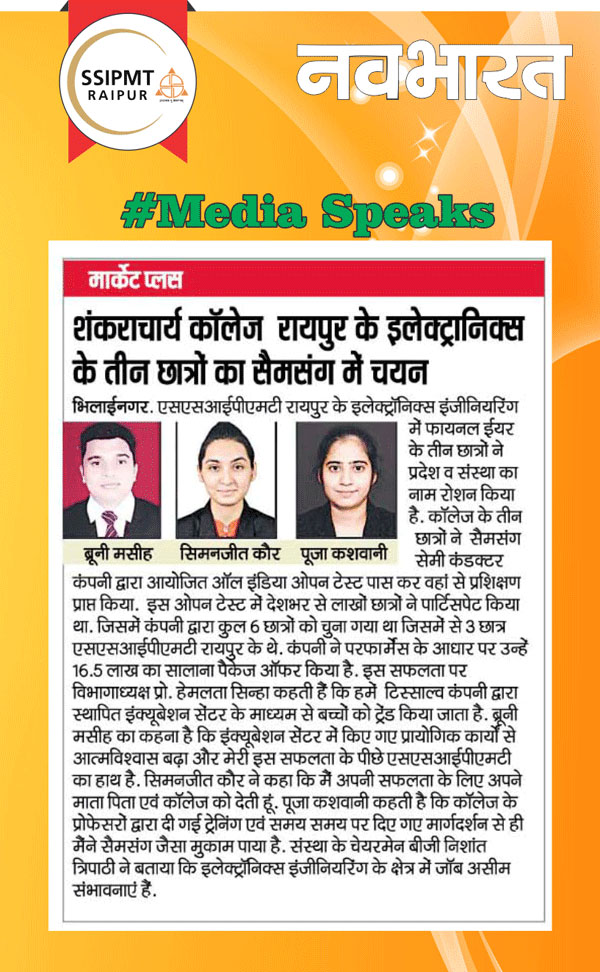 SSIPMT
RAIPUR
नवभारत
#Media Speaks
मार्केट प्लस
शंकराचार्य कॉलेज रायपुर के इलेक्ट्रानिक्स
के तीन छात्रों का सैमसंग में चयन
भिलाईनगर. एसएसआईपीएमटी रायपुर के इलेक्ट्रॉनिक्स इंजीनियरिंग
में फायनल ईयर
के तीन छात्रों ने
प्रदेश व संस्था का
नाम रोशन किया
है. कॉलेज के तीन
छात्रों ने सैमसंग
सेमी कंडक्टर
ब्रूनी मसीह सिमनजीत कौर पूजा कशवानी
कंपनी द्वारा आयोजित ऑल इंडिया ओपन टेस्ट पास कर वहां से प्रशिक्षण
प्राप्त किया. इस ओपन टेस्ट में देशभर से लाखों छात्रों ने पार्टिसपेट किया
था. जिसमें कंपनी द्वारा कुल 6 छात्रों को चुना गया था जिसमें से 3 छात्र
एसएसआईपीएमटी रायपुर के थे. कंपनी ने परफार्मेंस के आधार पर उन्हें
16.5 लाख का सालाना पैकेज ऑफर किया है. इस सफलता पर
विभागाध्यक्ष प्रो. हेमलता सिन्हा कहती हैं कि हमें टिस्साल्व कंपनी द्वारा
स्थापित इंक्यूबेशन सेंटर के माध्यम से बच्चों को ट्रेंड किया जाता है. ब्रूनी
मसीह का कहना है कि इंक्यूबेशन सेंटर में किए गए प्रायोगिक कार्यों से
आत्मविश्वास बढ़ा और मेरी इस सफलता के पीछे एसएसआईपीएमटी
का हाथ है. सिमनजीत कौर ने कहा कि मैं अपनी सफलता के लिए अपने
माता पिता एवं कॉलेज को देती हूं. पूजा कशवानी कहती है कि कॉलेज के
प्रोफेसरों द्वारा दी गई ट्रेनिंग एवं समय समय पर दिए गए मार्गदर्शन से ही
मैंने सैमसंग जैसा मुकाम पाया है. संस्था के चेयरमेन बीजी निशांत
त्रिपाठी ने बताया कि इलेक्ट्रॉनिक्स इंजीनियरिंग के क्षेत्र में जॉब असीम
संभावनाएं हैं.